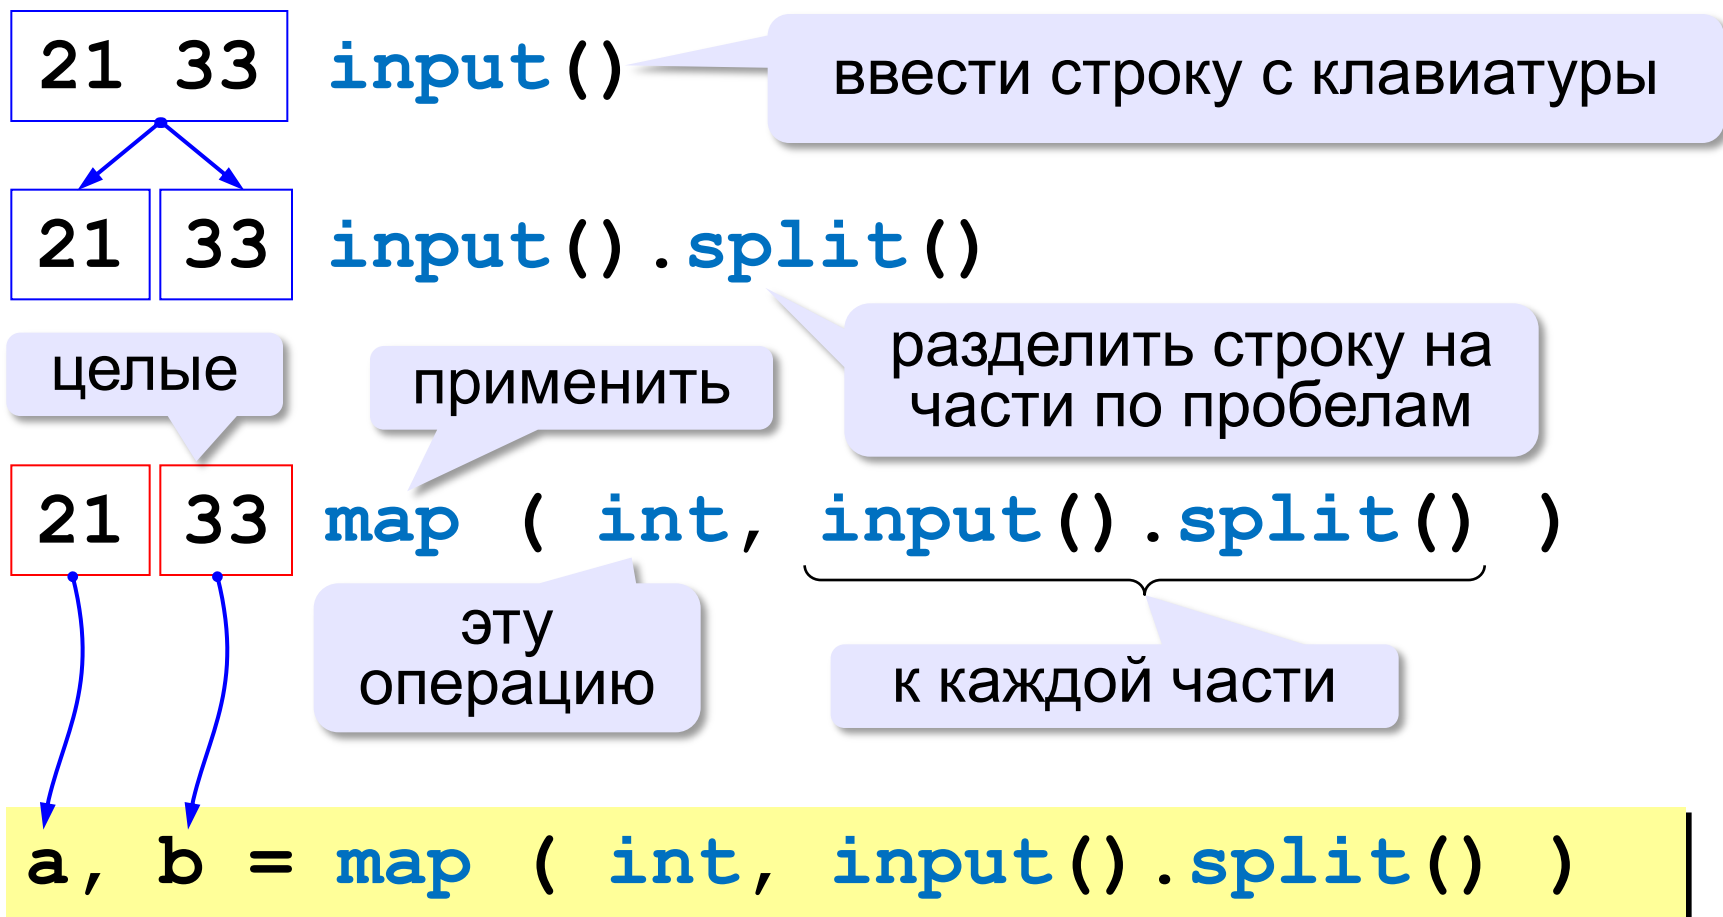 21 33 input() ввести строку с клавиатуры
21 33 input().split()
целые
применить
разделить строку на
части по пробелам
21 33 map ( int, input().split() )
эту
операцию
к каждой части
a, b = map ( int, input().split() )